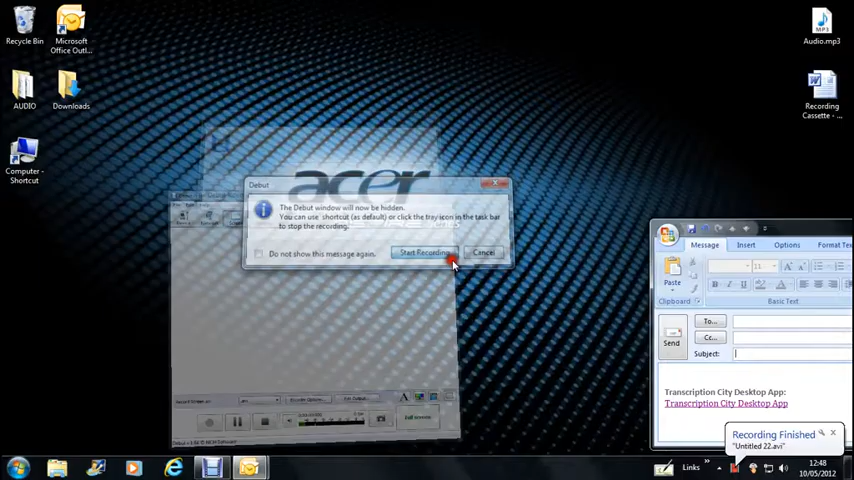 Recycle Bin
Microsoft
Office Outl...
AUDIO
Downloads
Computer -
Shortcut
Audio.mp3
Recording
Cassette - ...
acer
Debut
The Debut window will now be hidden.
You can use shortcut (as default) or click the tray icon in the task bar
to stop the recording.
Do not show this message again.
Start Recording
Cancel
Full screen
Message
Insert
Options
Format Text
Paste
Clipboard
11
B I U
Basic Text
Send
To...
Cc...
Subject:
Transcription City Desktop App:
Transcription City Desktop App
Recording Finished
"Untitled 22.avi"
Links
12:48
10/05/2012